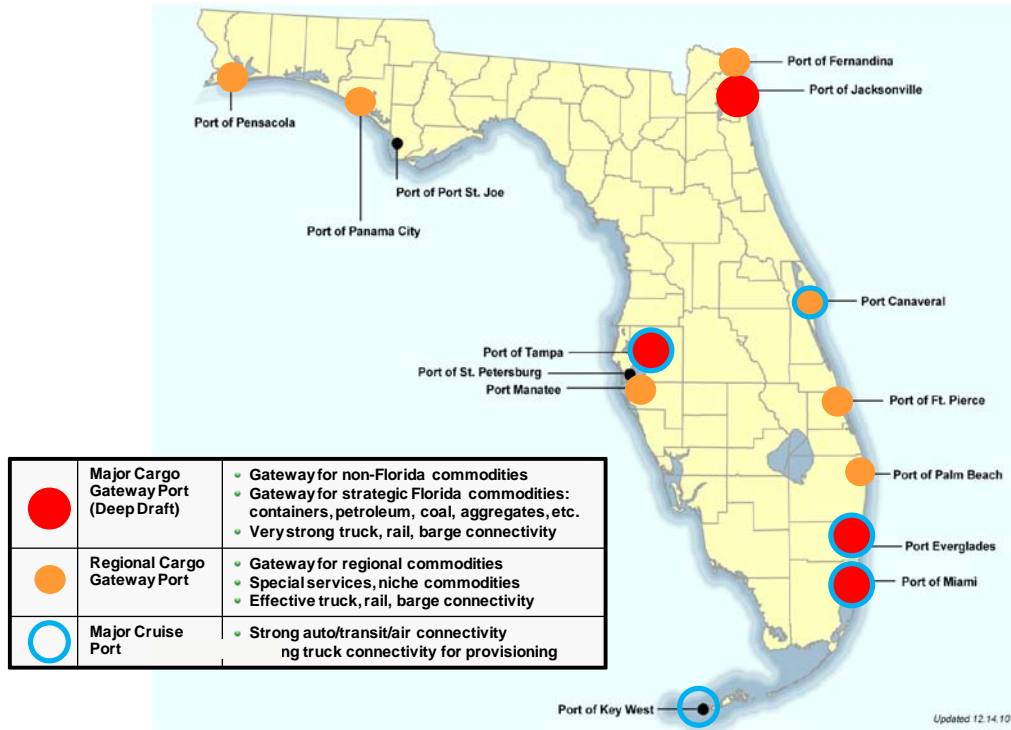 Port of Fernandina
Port of Jacksonville
Port of Pensacola
Port of Port St. Joe
Port of Panama City
Port Canaveral
Port of Tampa
Port of St. Petersburg
Port Manatee
Port of Ft. Pierce
Port of Palm Beach
Port Everglades
Port of Miami
Port of Key West
Major Cargo
Gateway Port
(Deep Draft)
Gateway for non-Florida commodities
Gateway for strategic Florida commodities:
containers, petroleum, coal, aggregates, etc.
Very strong truck, rail, barge connectivity
Regional Cargo
Gateway Port
Gateway for regional commodities
Special services, niche commodities
Effective truck, rail, barge connectivity
Major Cruise
Port
Strong auto/transit/air connectivity
ng truck connectivity for provisioning
Updated 12.14.10